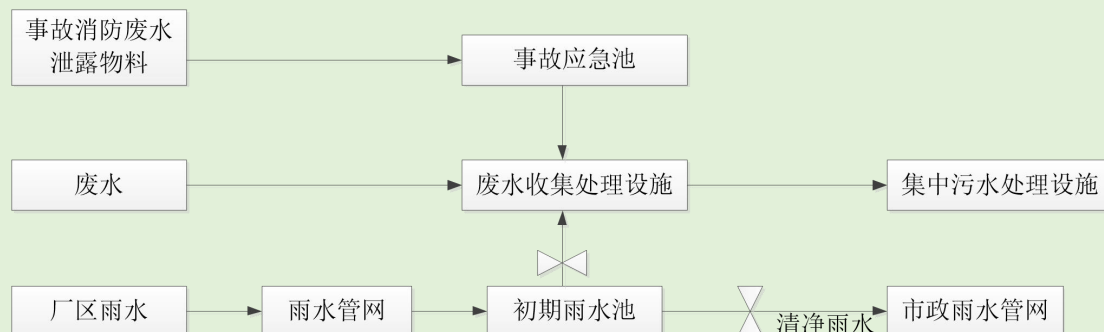 事故消防废水
泄露物料
事故应急池
废水
废水收集处理设施
集中污水处理设施
厂区雨水
雨水管网
初期雨水池
清净雨水
市政雨水管网